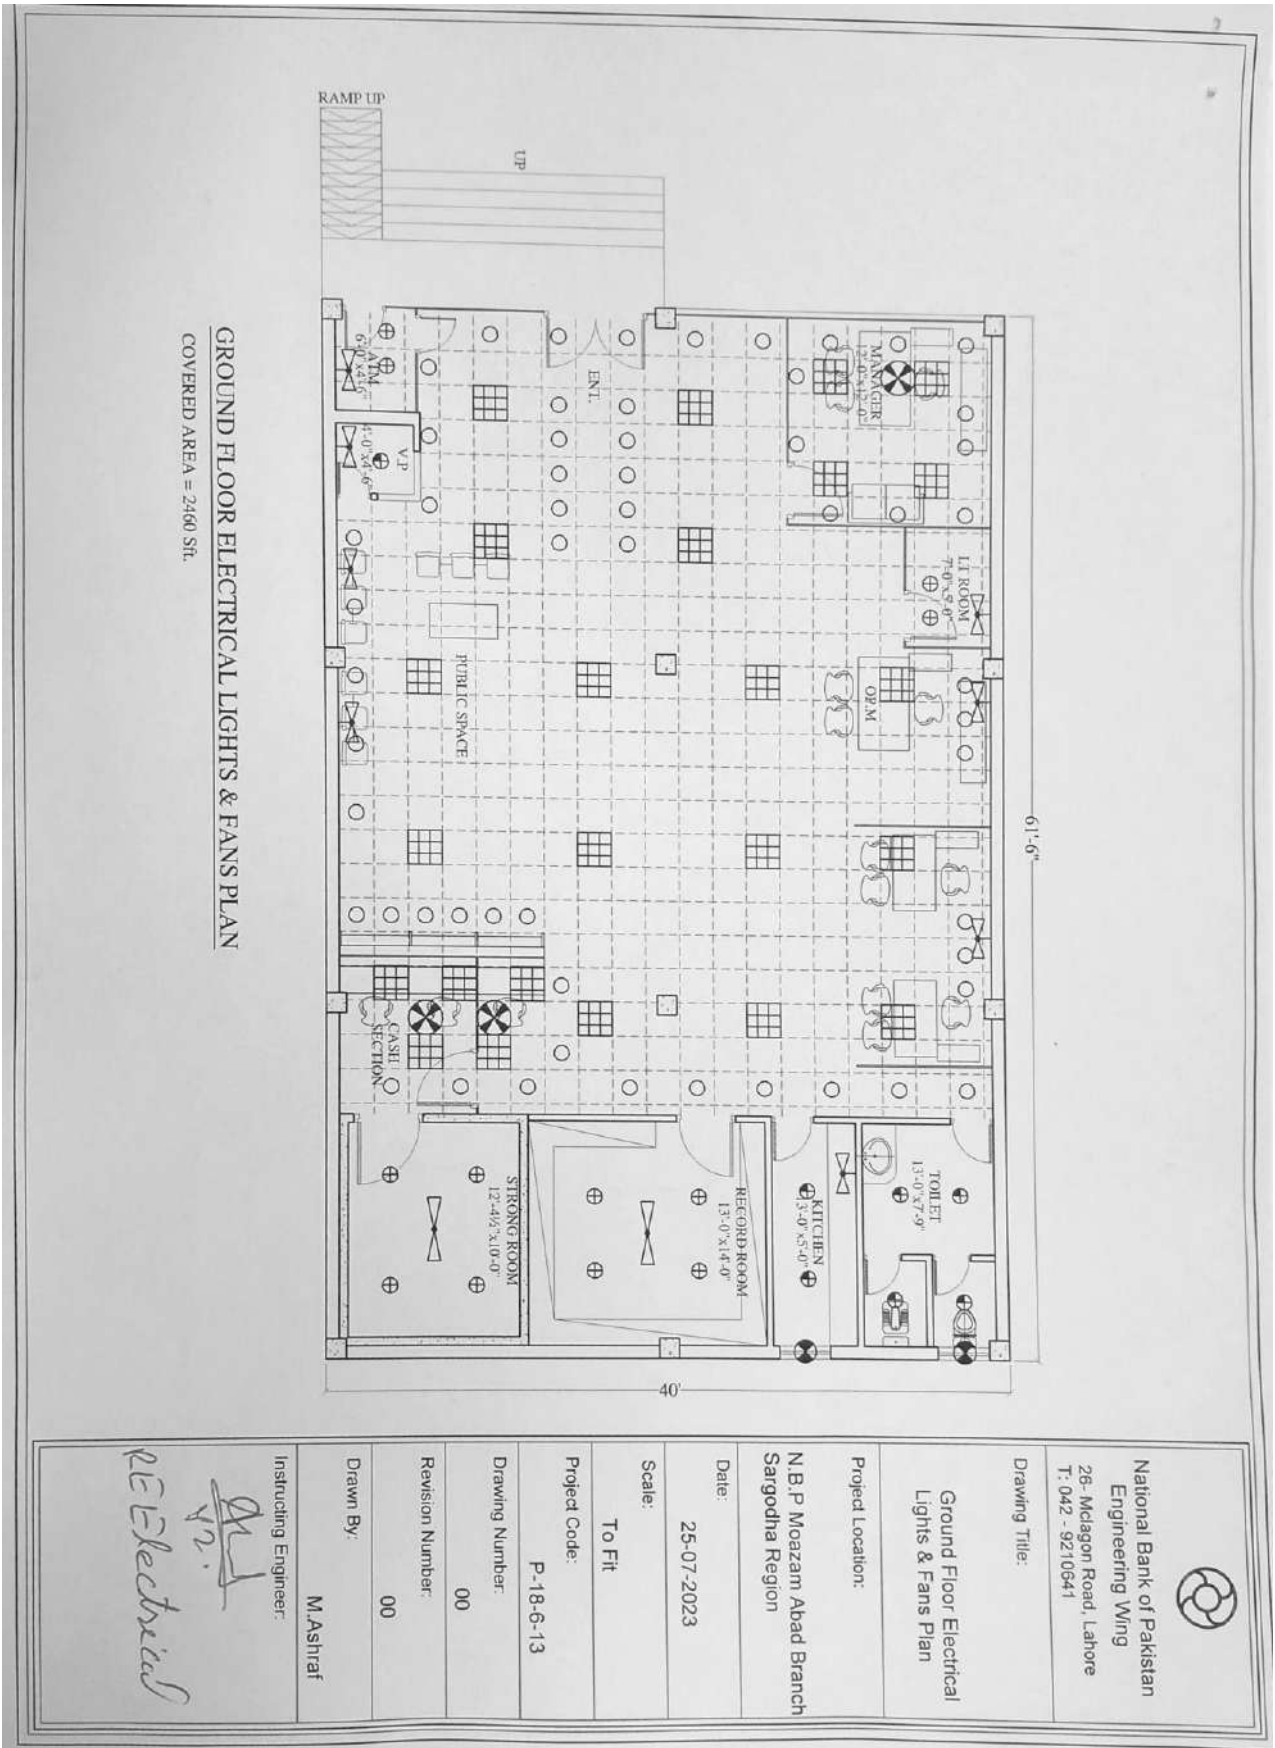 RAMP UP
UP
ENT.
MANAGER
12'-0"x12'-0"
ATM
6'-0"x4'-6"
V.P
4'-0"x4'-6"
LT ROOM
7'-0"x5'-0"
OP.M
PUBLIC SPACE
CASH
SECTION
STRONG ROOM
12'-4½"x10'-0"
RECORD ROOM
13'-0"x14'-0"
KITCHEN
13'-0"x5'-0"
TOILET
13'-0"x7'-9"
61'-6"
40'
GROUND FLOOR ELECTRICAL LIGHTS & FANS PLAN
COVERED AREA = 2460 Sft.
National Bank of Pakistan
Engineering Wing
26- Mclagon Road, Lahore
T: 042 - 9210641
Drawing Title:
Ground Floor Electrical
Lights & Fans Plan
Project Location:
N.B.P Moazam Abad Branch
Sargodha Region
Date:
25-07-2023
Scale:
To Fit
Project Code:
P-18-6-13
Drawing Number:
00
Revision Number:
00
Drawn By:
M.Ashraf
Instructing Engineer:
RE Electrical